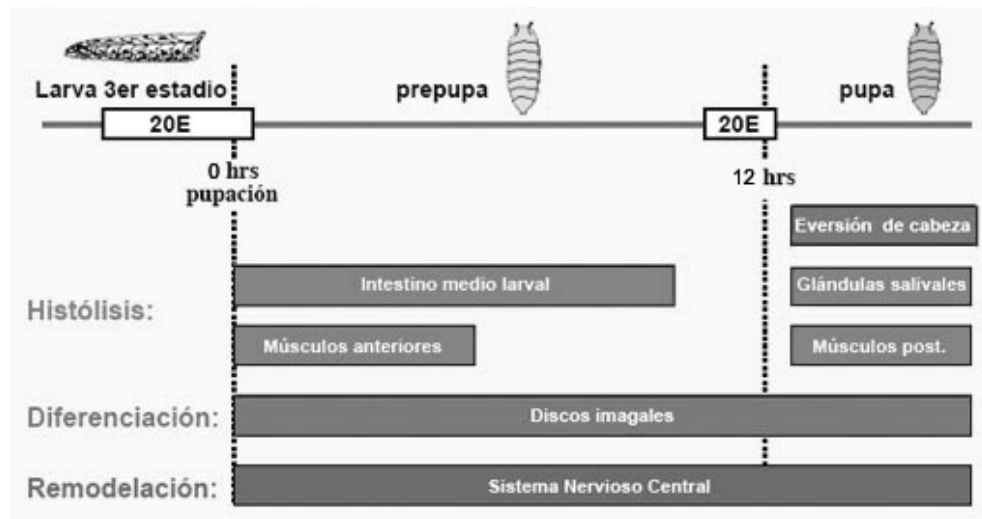 Larva 3er estadio
prepupa
pupa
20E
20E
0 hrs
pupación
12 hrs
Eversión de cabeza
Histólisis:
Intestino medio larval
Glándulas salivales
Músculos anteriores
Músculos post.
Diferenciación:
Discos imagales
Remodelación:
Sistema Nervioso Central